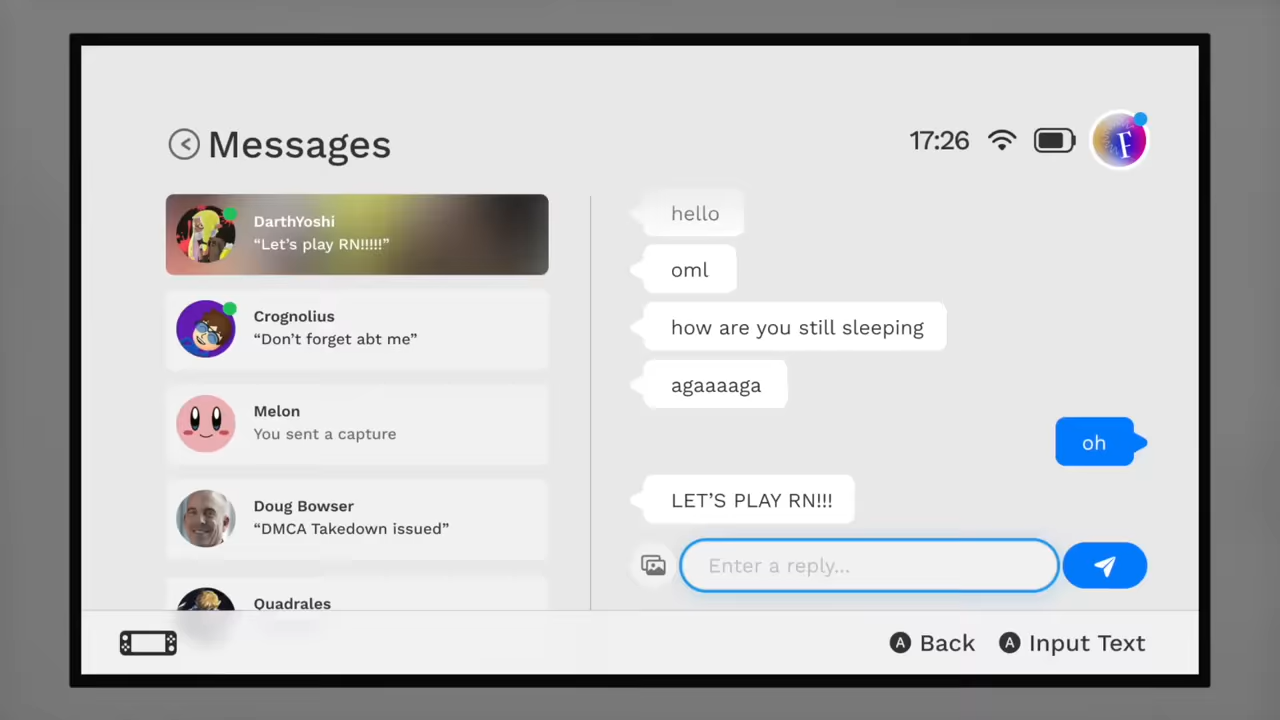 Messages
17:26
F
DarthYoshi
“Let’s play RN!!!!!”
Crognolius
“Don’t forget abt me”
Melon
You sent a capture
Doug Bowser
“DMCA Takedown issued”
Quadrales
hello
oml
how are you still sleeping
agaaaaga
oh
LET’S PLAY RN!!!
Enter a reply...
A Back
A Input Text